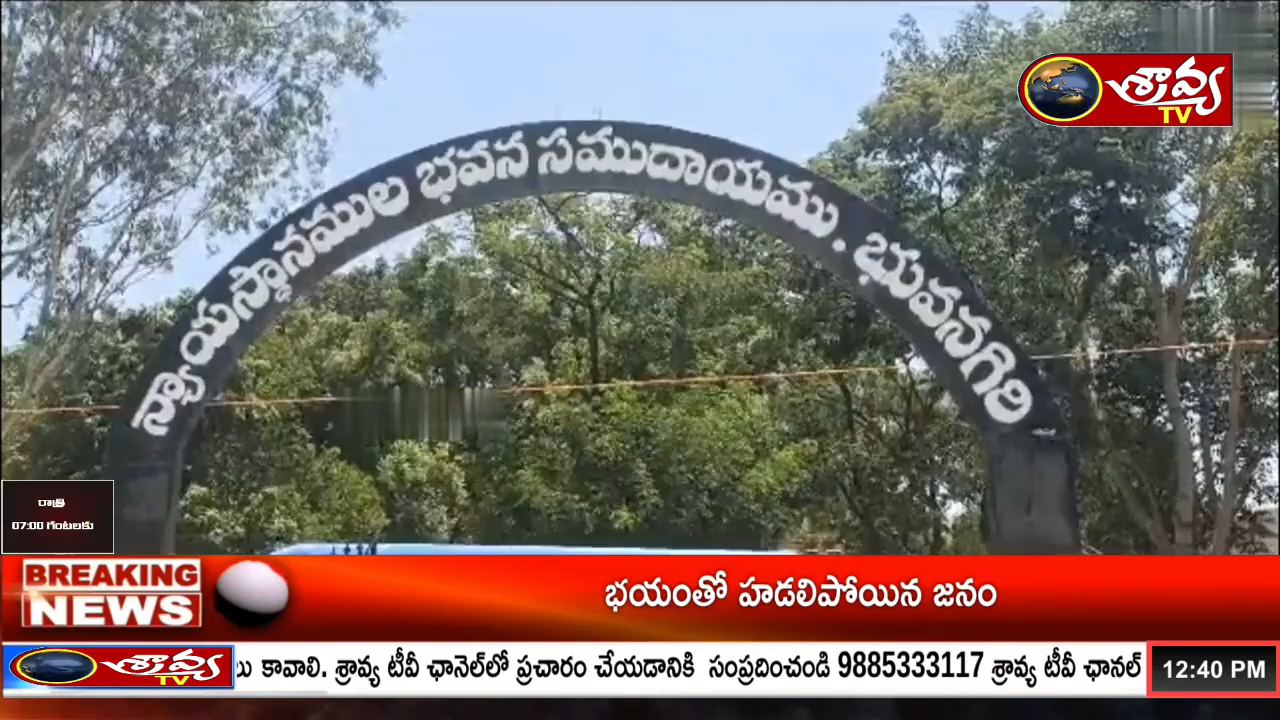 శ్రావ్య
TV
న్యాయస్థానముల భవన సముదాయము. భువనగిరి
రాత్రి
07:00 గంటలకు
BREAKING
NEWS
భయంతో హడలిపోయిన జనం
శ్రావ్య
TV
కావాలి. శ్రావ్య టీవీ ఛానెల్‌లో ప్రచారం చేయడానికి సంప్రదించండి 9885333117 శ్రావ్య టీవీ ఛానల్
12:40 PM